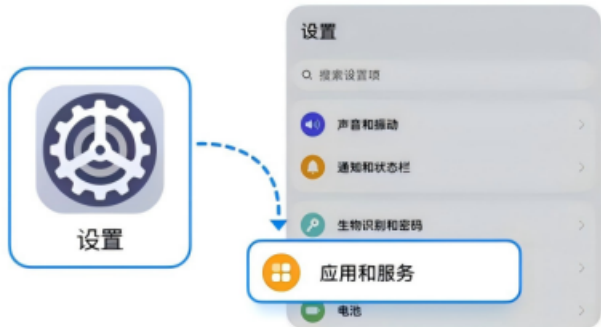 设置
设置
搜索设置项
声音和振动
通知和状态栏
生物识别和密码
应用和服务
电池